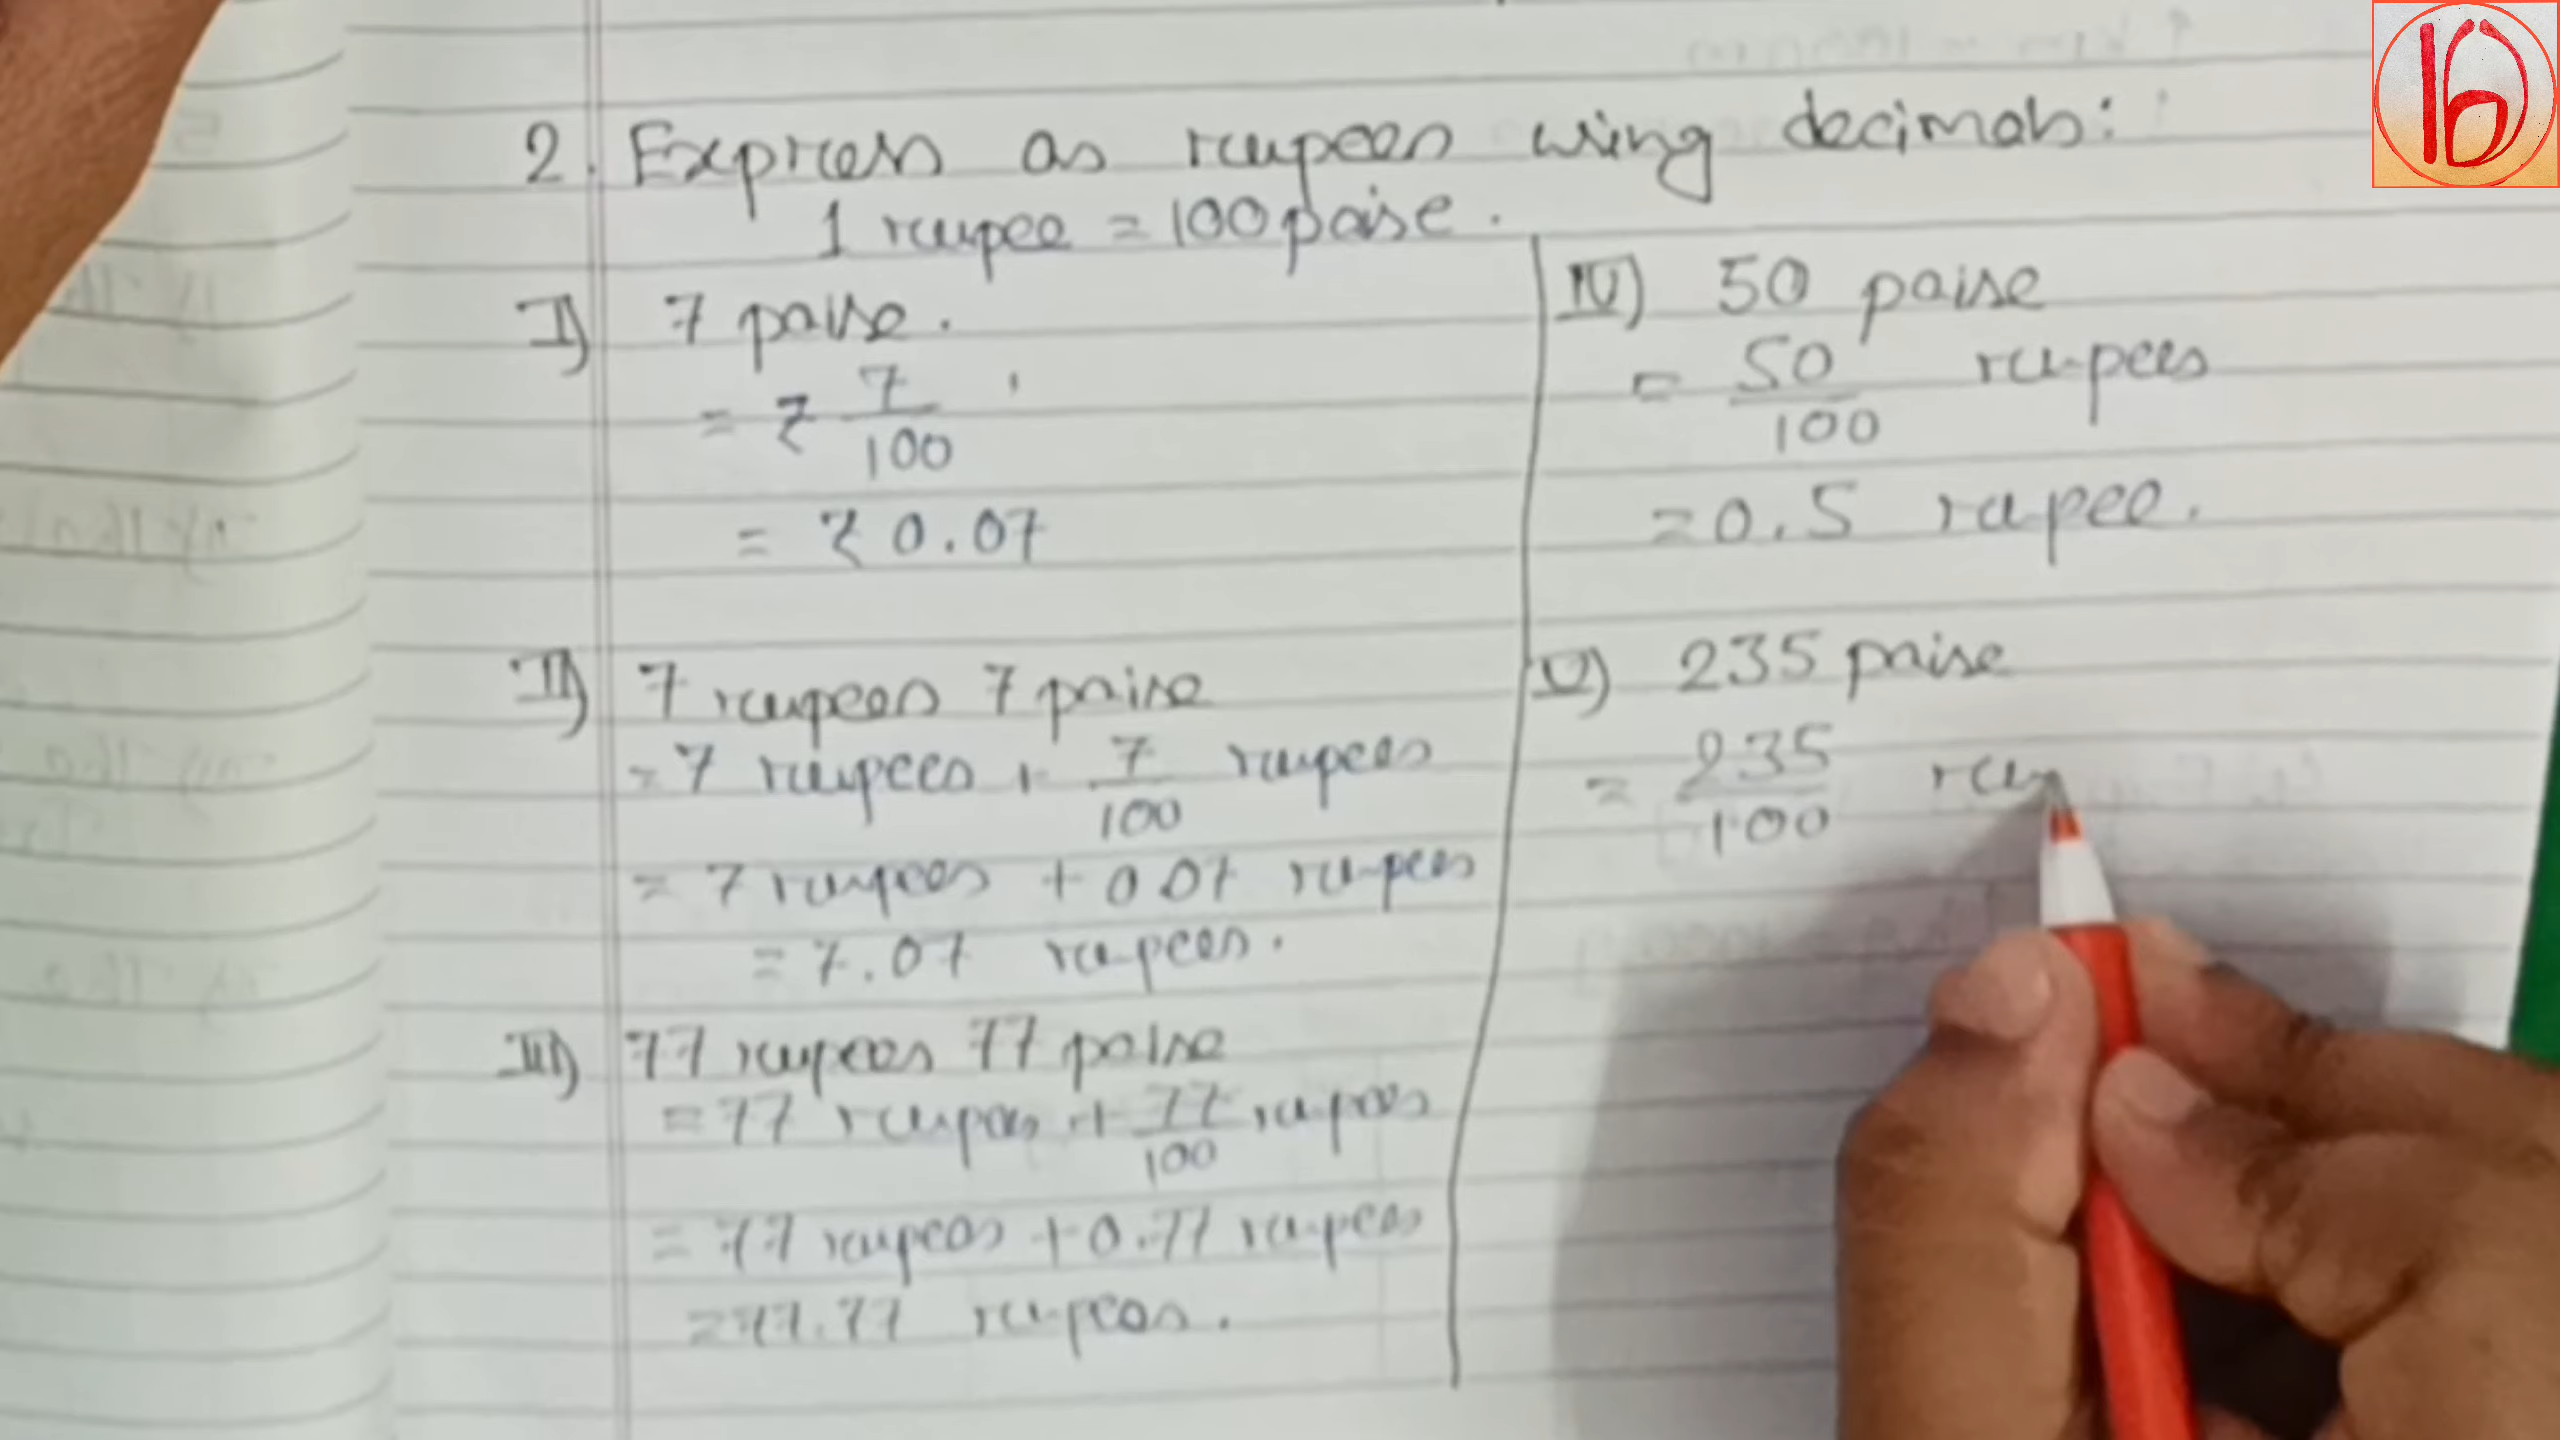 2. Express as rupees using decimals:
1 rupee = 100 paise.
I) 7 paise.
= ₹ 7/100
= ₹ 0.07
II) 7 rupees 7 paise
= 7 rupees + 7/100 rupees
= 7 rupees + 0.07 rupees
= 7.07 rupees.
III) 77 rupees 77 paise
= 77 rupees + 77/100 rupees
= 77 rupees + 0.77 rupees
= 77.77 rupees.
IV) 50 paise
= 50/100 rupees
= 0.5 rupee.
V) 235 paise
= 235/100 rup